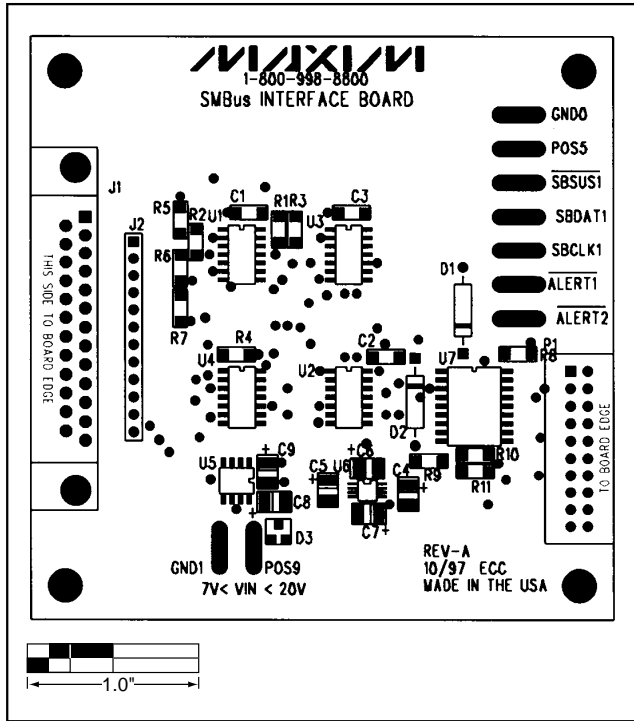 MAXIM
1-800-998-8800
SMBus INTERFACE BOARD
GND0
POS5
SBSUS1
SBDAT1
SBCLK1
ALERT1
ALERT2
J1
J2
THIS SIDE TO BOARD EDGE
R5
R2
U1
C1
R1
R3
U3
C3
R6
R7
D1
R4
U4
C2
U2
U7
P1
R8
D2
TO BOARD EDGE
U5
C9
C8
C5
U6
C6
C4
R9
R10
R11
C7
D3
GND1
POS9
7V< VIN < 20V
REV-A
10/97 ECC
MADE IN THE USA
1.0"